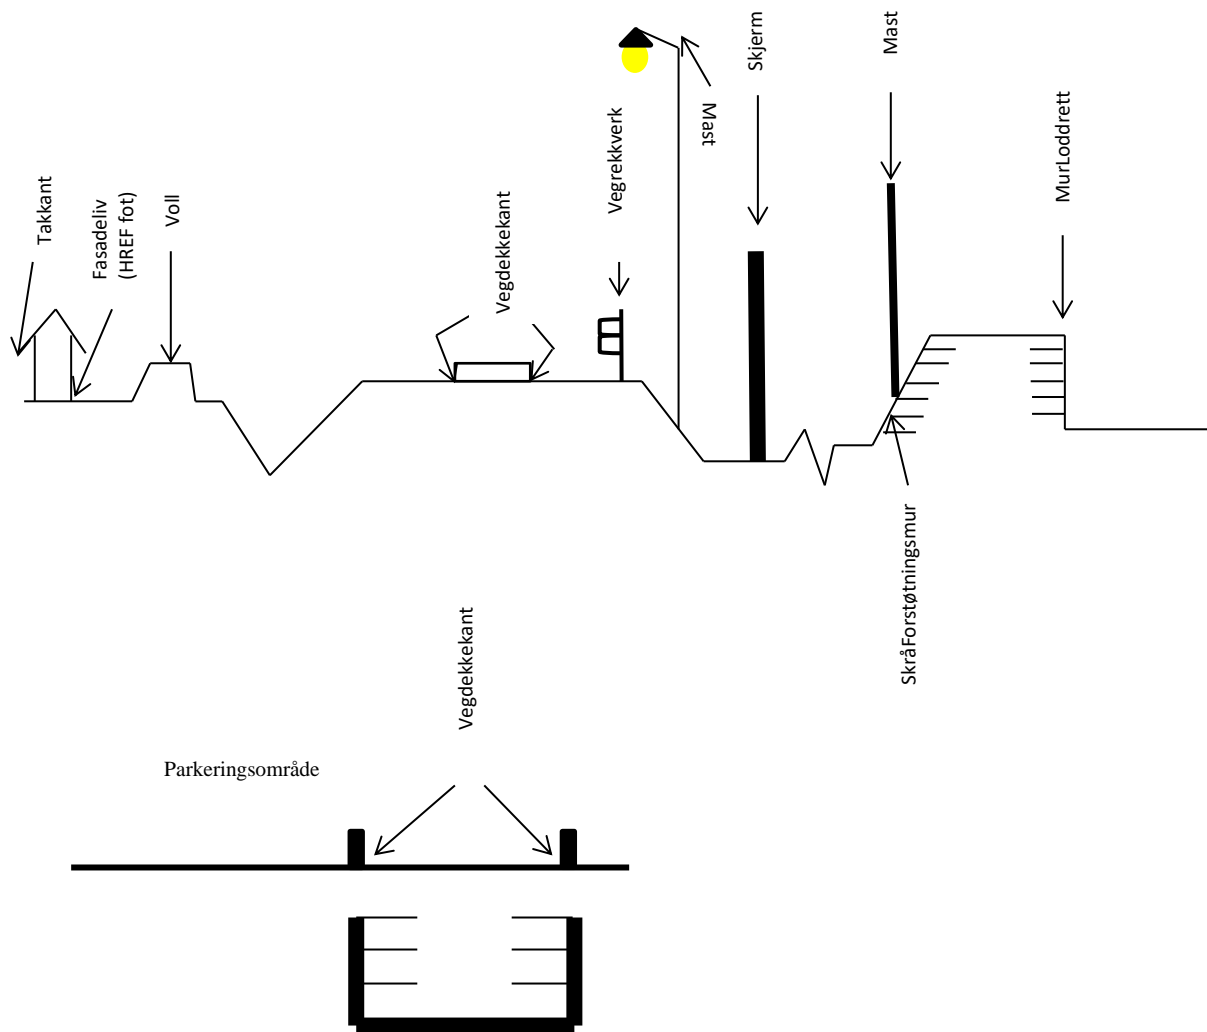 Takkant
Fasadeliv
(HREF fot)
Voll
Vegdekkekant
Vegrekkverk
Mast
Skjerm
Mast
MurLoddrett
SkråForstøtningsmur
Vegdekkekant
Parkeringsområde